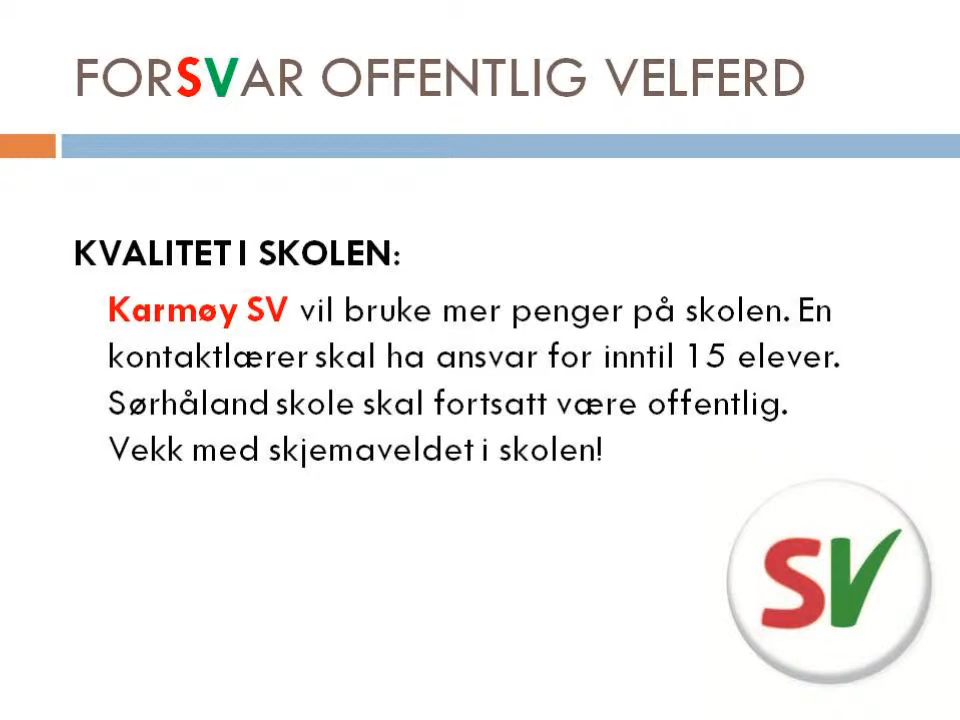 FORSVAR OFFENTLIG VELFERD
KVALITET I SKOLEN:
Karmøy SV vil bruke mer penger på skolen. En
kontaktlærer skal ha ansvar for inntil 15 elever.
Sørhåland skole skal fortsatt være offentlig.
Vekk med skjemaveldet i skolen!
SV